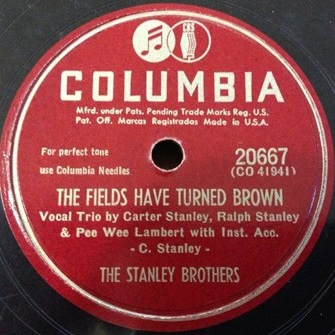 CBS
COLUMBIA
Mfrd. under Pats. Pending Trade Marks Reg. U.S.
Pat. Off. Marcas Registradas Made in U.S.A.
For perfect tone
use Columbia Needles
20667
(CO 41941)
THE FIELDS HAVE TURNED BROWN
Vocal Trio by Carter Stanley, Ralph Stanley
& Pee Wee Lambert with Inst. Acc.
- C. Stanley -
THE STANLEY BROTHERS